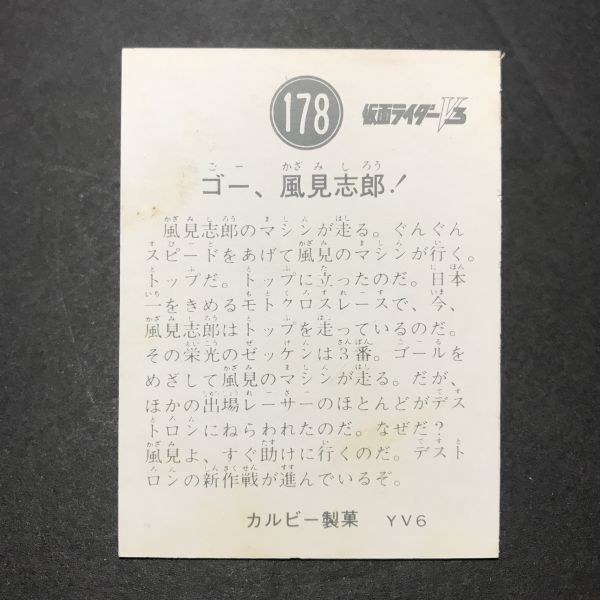 178 仮面ライダーV3
ゴー、風見志郎！
風見志郎のマシンが走る。ぐんぐん
スピードをあげて風見のマシンが行く。
トップだ。トップに立ったのだ。日本
一をきめるモトクロスレースで、今、
風見志郎はトップを走っているのだ。
その栄光のゼッケンは3番。ゴールを
めざして風見のマシンが走る。だが、
ほかの出場レーサーのほとんどがデス
トロンにねらわれたのだ。なぜだ？
風見よ、すぐ助けに行くのだ。デスト
ロンの新作戦が進んでいるぞ。
カルビー製菓 YV6